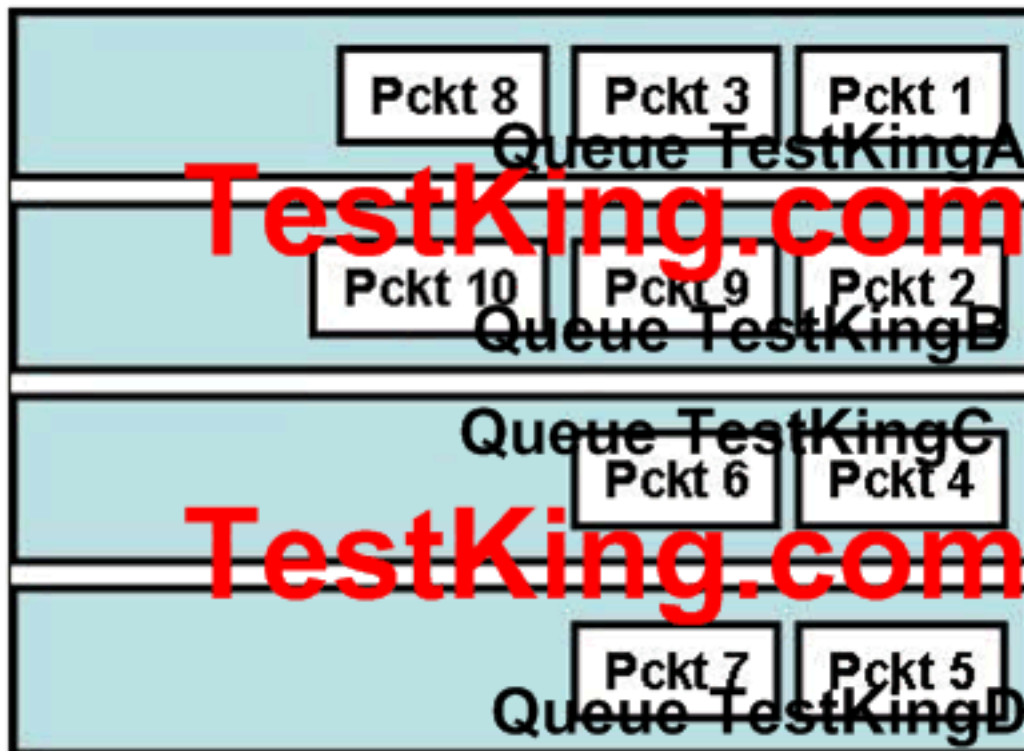 Pckt 8 Pckt 3 Pckt 1
Queue TestKingA
TestKing.com
Pckt 10 Pckt 9 Pckt 2
Queue TestKingB
Queue TestKingC
Pckt 6 Pckt 4
TestKing.com
Pckt 7 Pckt 5
Queue TestKingD